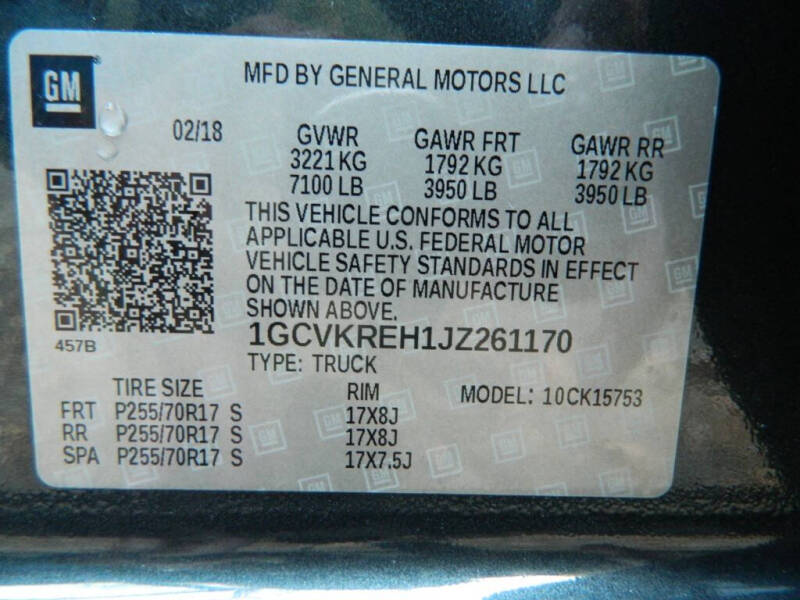 GM
MFD BY GENERAL MOTORS LLC
02/18 GVWR GAWR FRT GAWR RR
3221 KG 1792 KG 1792 KG
7100 LB 3950 LB 3950 LB
THIS VEHICLE CONFORMS TO ALL
APPLICABLE U.S. FEDERAL MOTOR
VEHICLE SAFETY STANDARDS IN EFFECT
ON THE DATE OF MANUFACTURE
SHOWN ABOVE.
457B
1GCVKREH1JZ261170
TYPE: TRUCK
TIRE SIZE RIM MODEL: 10CK15753
FRT P255/70R17 S 17X8J
RR P255/70R17 S 17X8J
SPA P255/70R17 S 17X7.5J